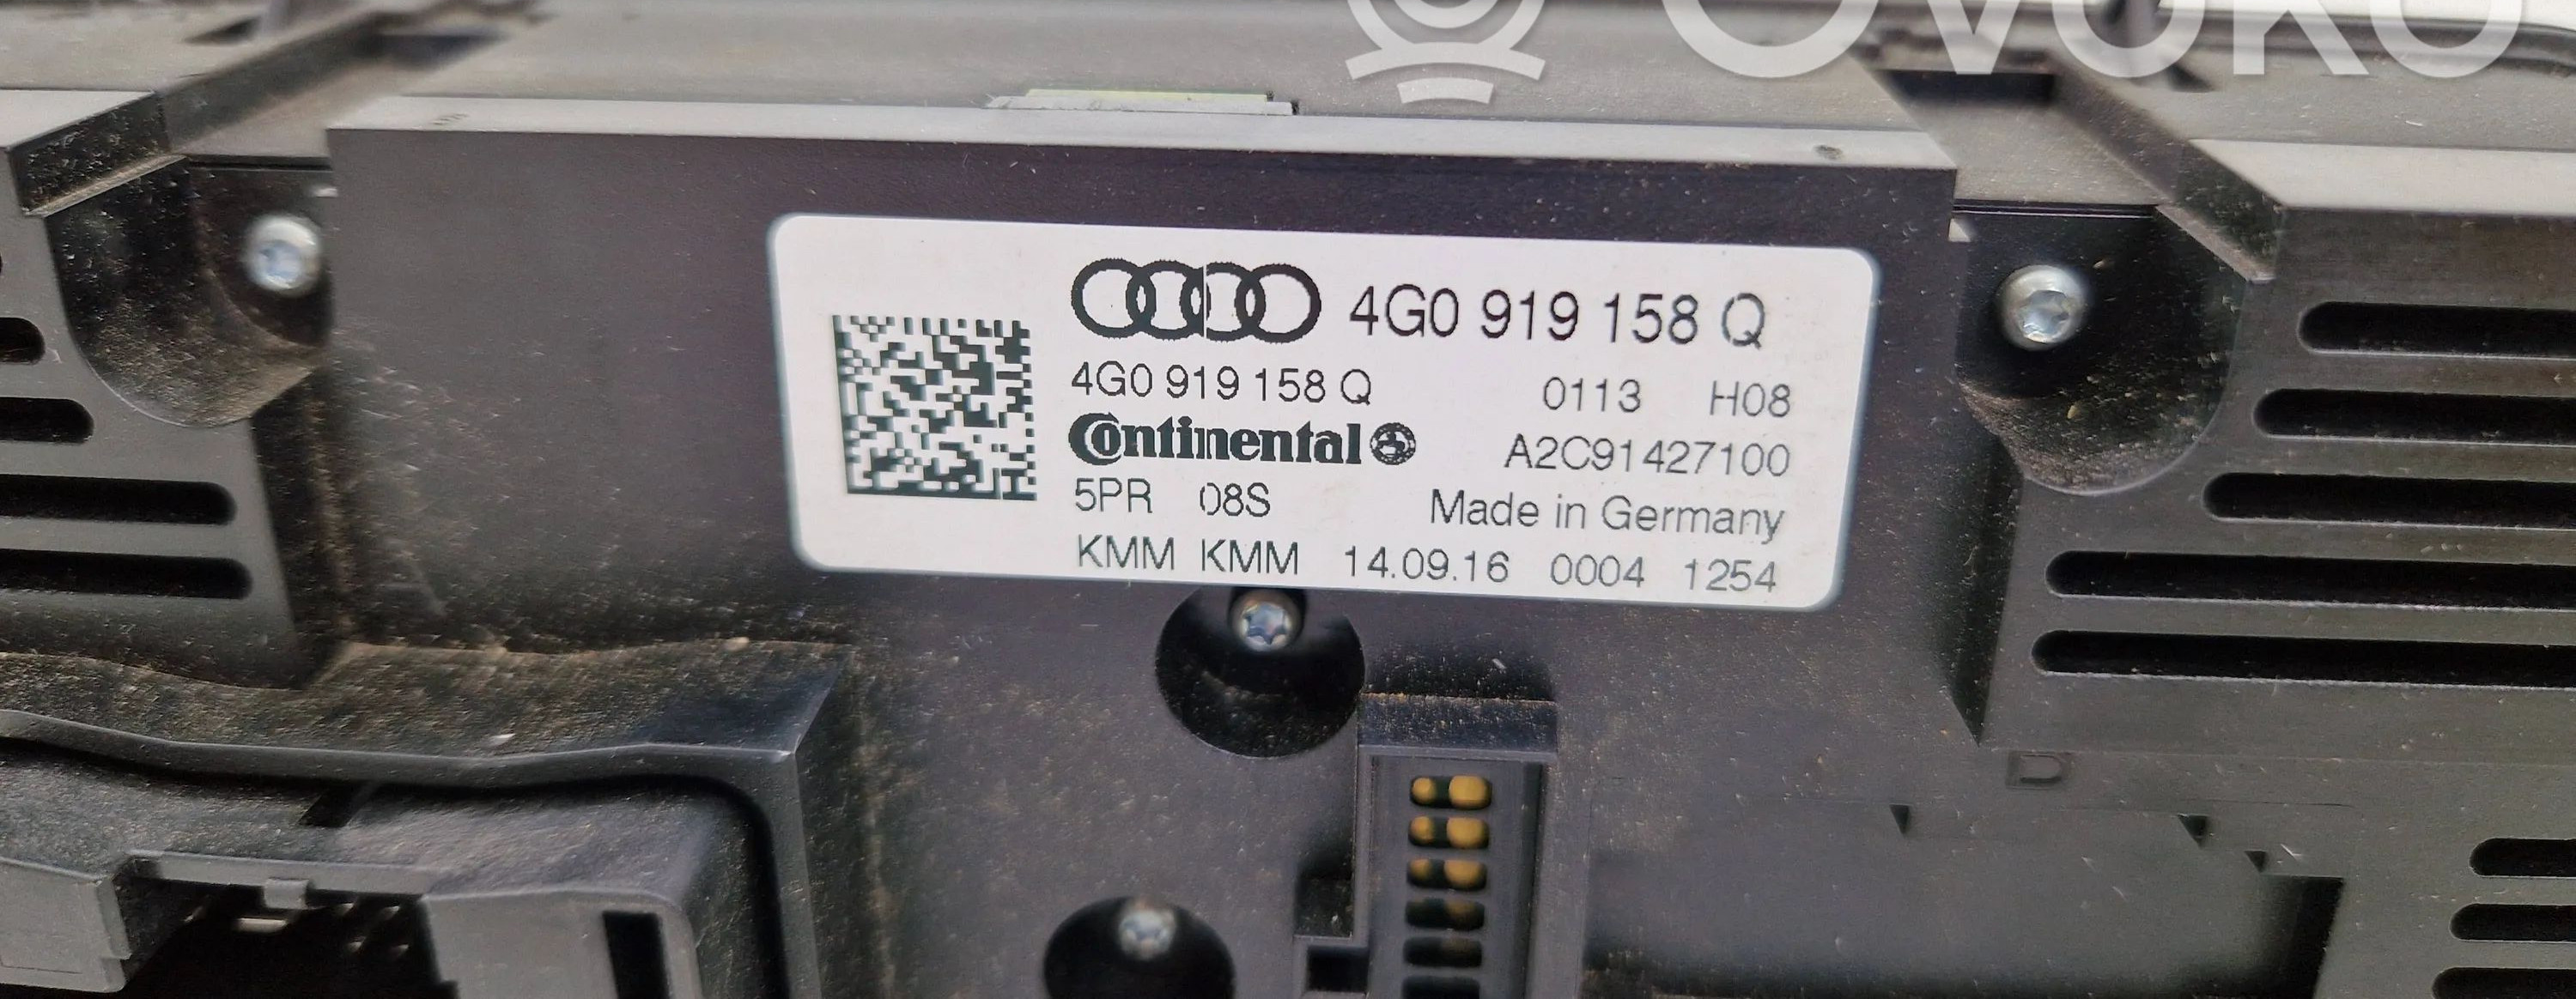 OVOKO
4G0 919 158 Q
4G0 919 158 Q 0113 H08
Continental A2C91427100
5PR 08S Made in Germany
KMM KMM 14.09.16 0004 1254